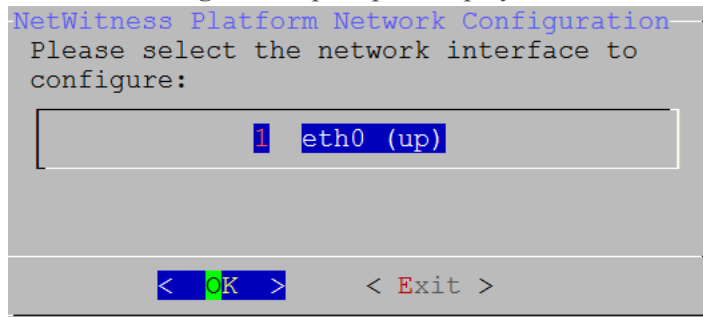 NetWitness Platform Network Configuration
Please select the network interface to
configure:
1 eth0 (up)
< OK > < Exit >